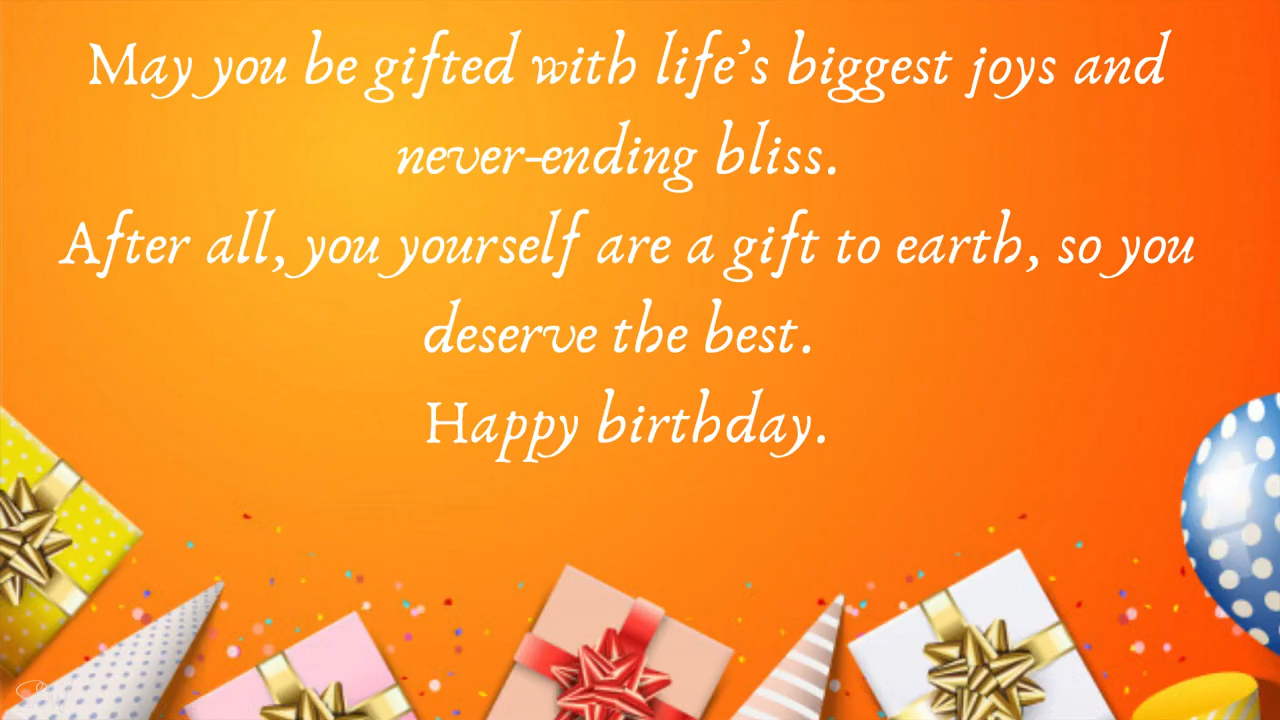 May you be gifted with life's biggest joys and
never-ending bliss.
After all, you yourself are a gift to earth, so you
deserve the best.
Happy birthday.